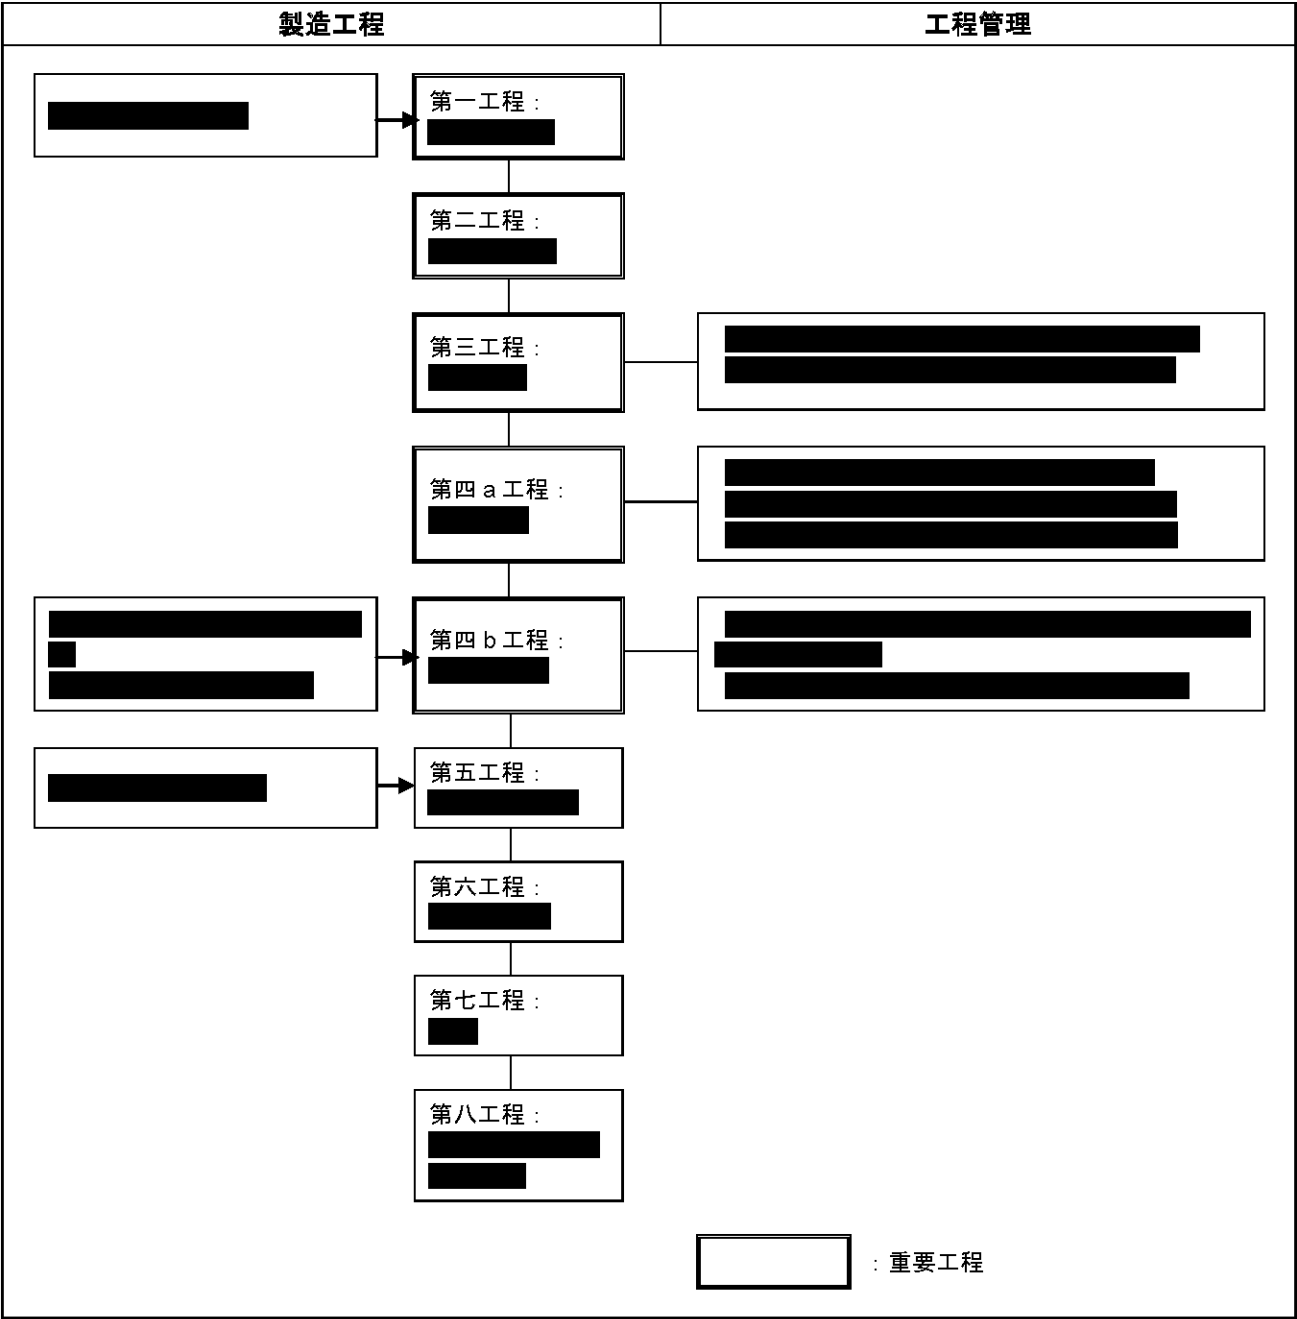 製造工程
工程管理
第一工程：
第二工程：
第三工程：
第四 a 工程：
第四 b 工程：
第五工程：
第六工程：
第七工程：
第八工程：
：重要工程